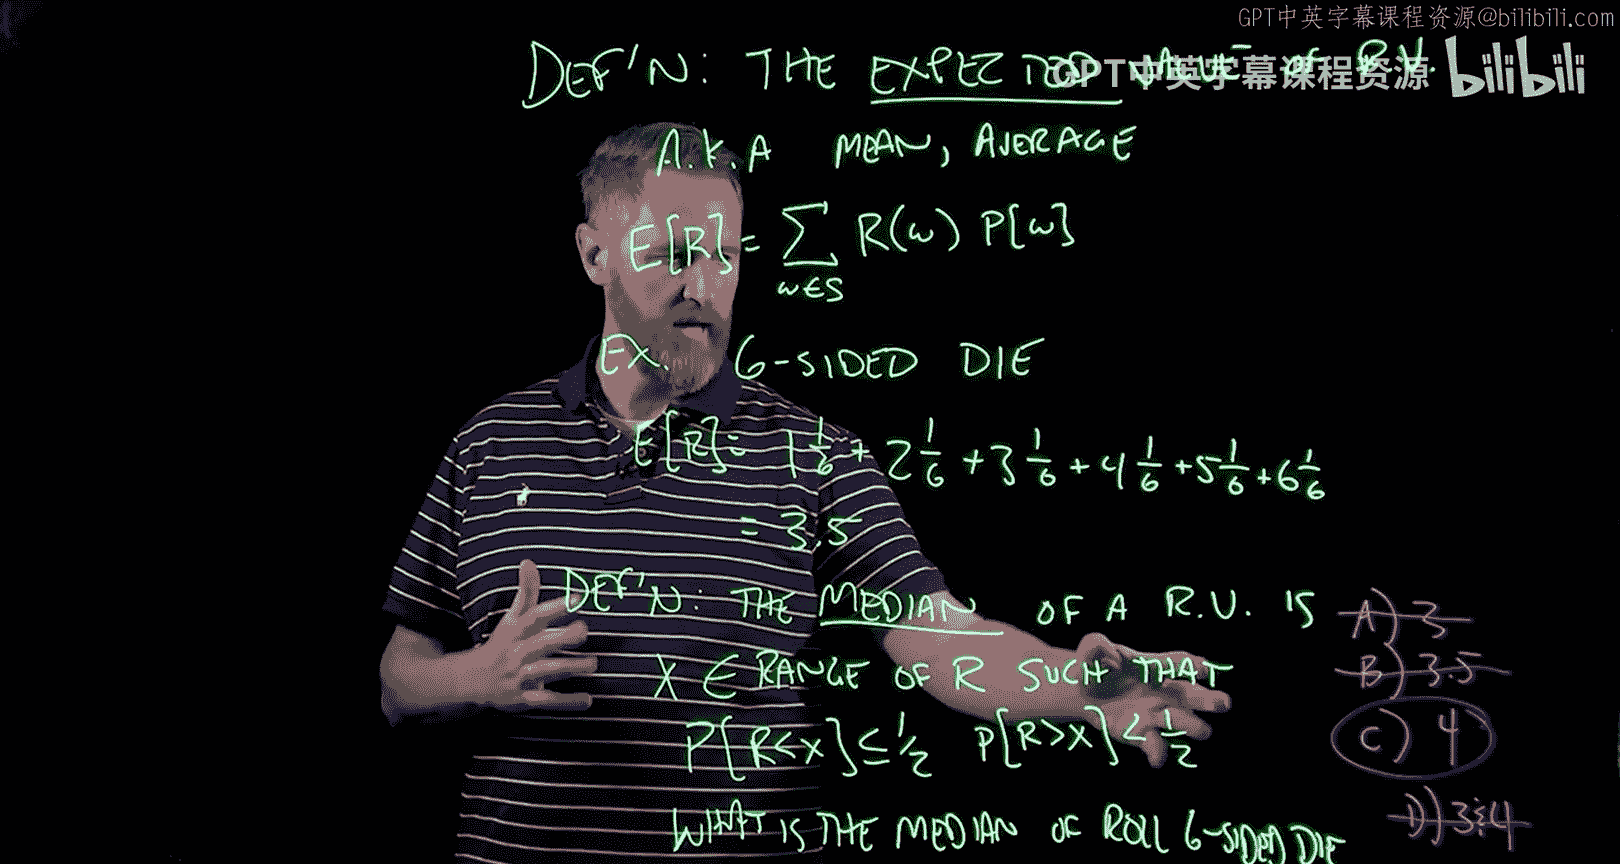 GPT中英字幕课程资源@bilibili.com
DEF'N: THE EXPECTED VALUE OF R.V.
GPT中英字幕课程资源 bilibili
A.K.A MEAN, AVERAGE
E[R] = ∑ R(ω) P[ω]
ω∈S
EX. 6-SIDED DIE
E[R] = 1 1/6 + 2 1/6 + 3 1/6 + 4 1/6 + 5 1/6 + 6 1/6
= 3.5
DEF'N: THE MEDIAN OF A R.V. IS
X ∈ RANGE OF R SUCH THAT
P[R<X] ≤ 1/2 P[R>X] < 1/2
WHAT IS THE MEDIAN OF ROLL 6-SIDED DIE
A) 3
B) 3.5
C) 4
D) 3 & 4